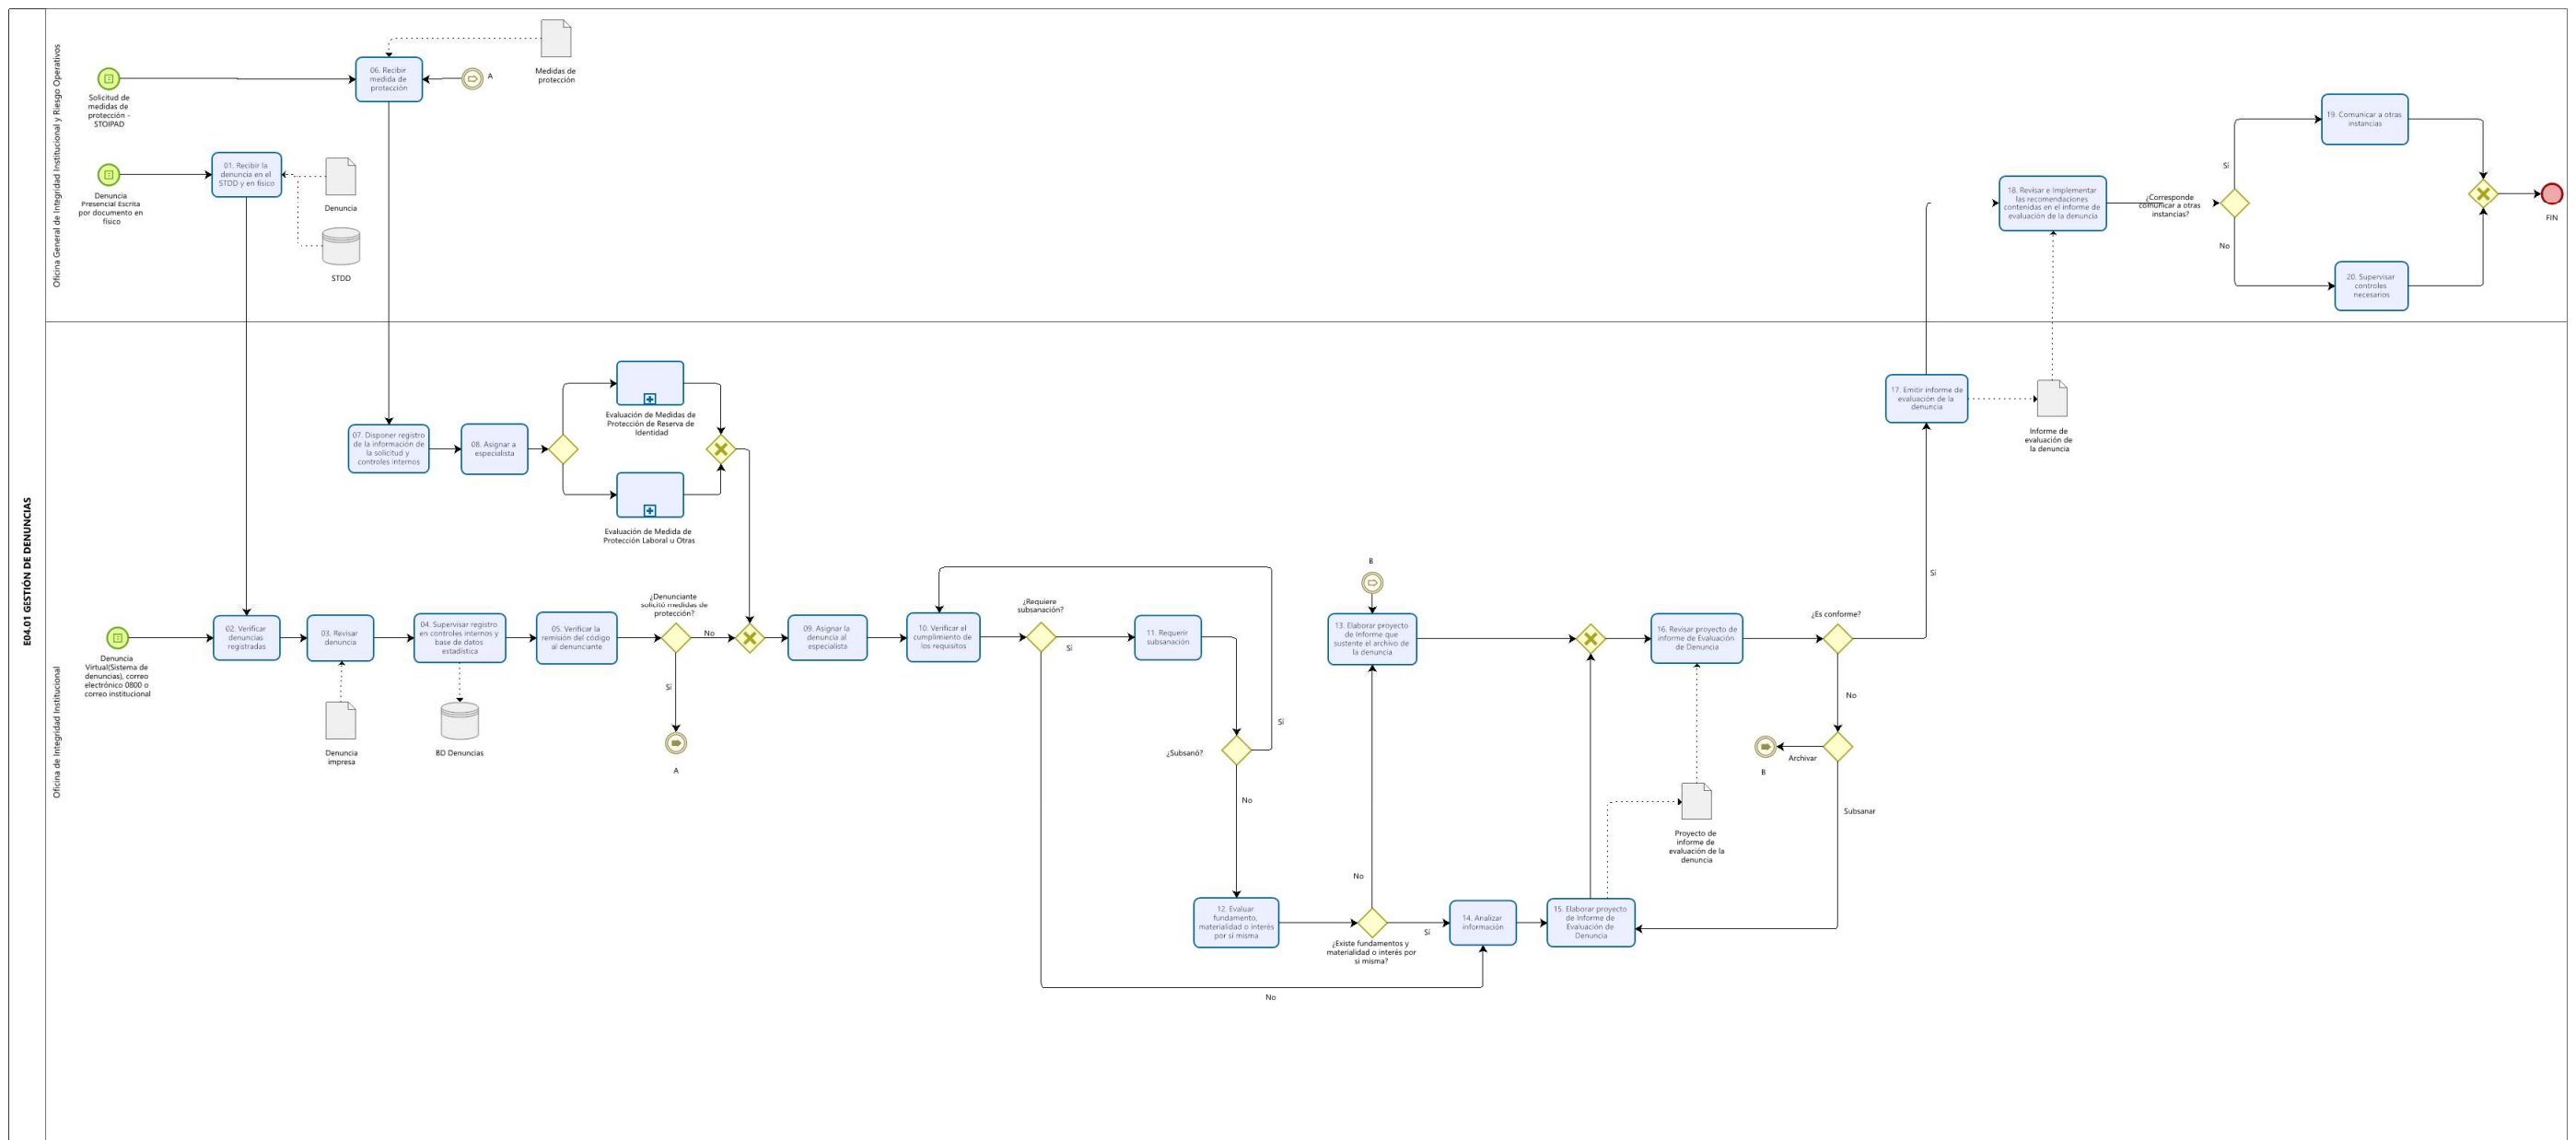 E04.01 GESTIÓN DE DENUNCIAS
Oficina General de Integridad Institucional y Riesgo Operativos
Solicitud de
medidas de
protección -
STOIPAD
06. Recibir
medida de
protección
A
Medidas de
protección
Denuncia
Presencial Escrita
por documento en
físico
01. Recibir la
denuncia en el
STDD y en físico
Denuncia
STDD
18. Revisar e Implementar
las recomendaciones
contenidas en el informe de
evaluación de la denuncia
¿Corresponde
comunicar a otras
instancias?
Sí
No
19. Comunicar a otras
instancias
20. Supervisar
controles
necesarios
FIN
Oficina de Integridad Institucional
07. Disponer registro
de la información de
la solicitud y
controles internos
08. Asignar a
especialista
Evaluación de Medidas de
Protección de Reserva de
Identidad
Evaluación de Medida de
Protección Laboral u Otras
17. Emitir informe de
evaluación de la
denuncia
Informe de
evaluación de
la denuncia
Sí
Denuncia
Virtual(Sistema de
denuncias), correo
electrónico 0800 o
correo institucional
02. Verificar
denuncias
registradas
03. Revisar
denuncia
Denuncia
impresa
04. Supervisar registro
en controles internos y
base de datos
estadística
BD Denuncias
05. Verificar la
remisión del código
al denunciante
¿Denunciante
solicitó medidas de
protección?
No
Sí
A
09. Asignar la
denuncia al
especialista
10. Verificar el
cumplimiento de
los requisitos
¿Requiere
subsanación?
Sí
11. Requerir
subsanación
¿Subsanó?
Sí
No
12. Evaluar
fundamento,
materialidad o interés
por sí misma
No
B
13. Elaborar proyecto
de Informe que
sustente el archivo de
la denuncia
No
Sí
¿Existe fundamentos y
materialidad o interés por
sí misma?
14. Analizar
información
15. Elaborar proyecto
de Informe de
Evaluación de
Denuncia
16. Revisar proyecto de
informe de Evaluación
de Denuncia
Proyecto de
informe de
evaluación de la
denuncia
¿Es conforme?
No
Archivar
B
Subsanar